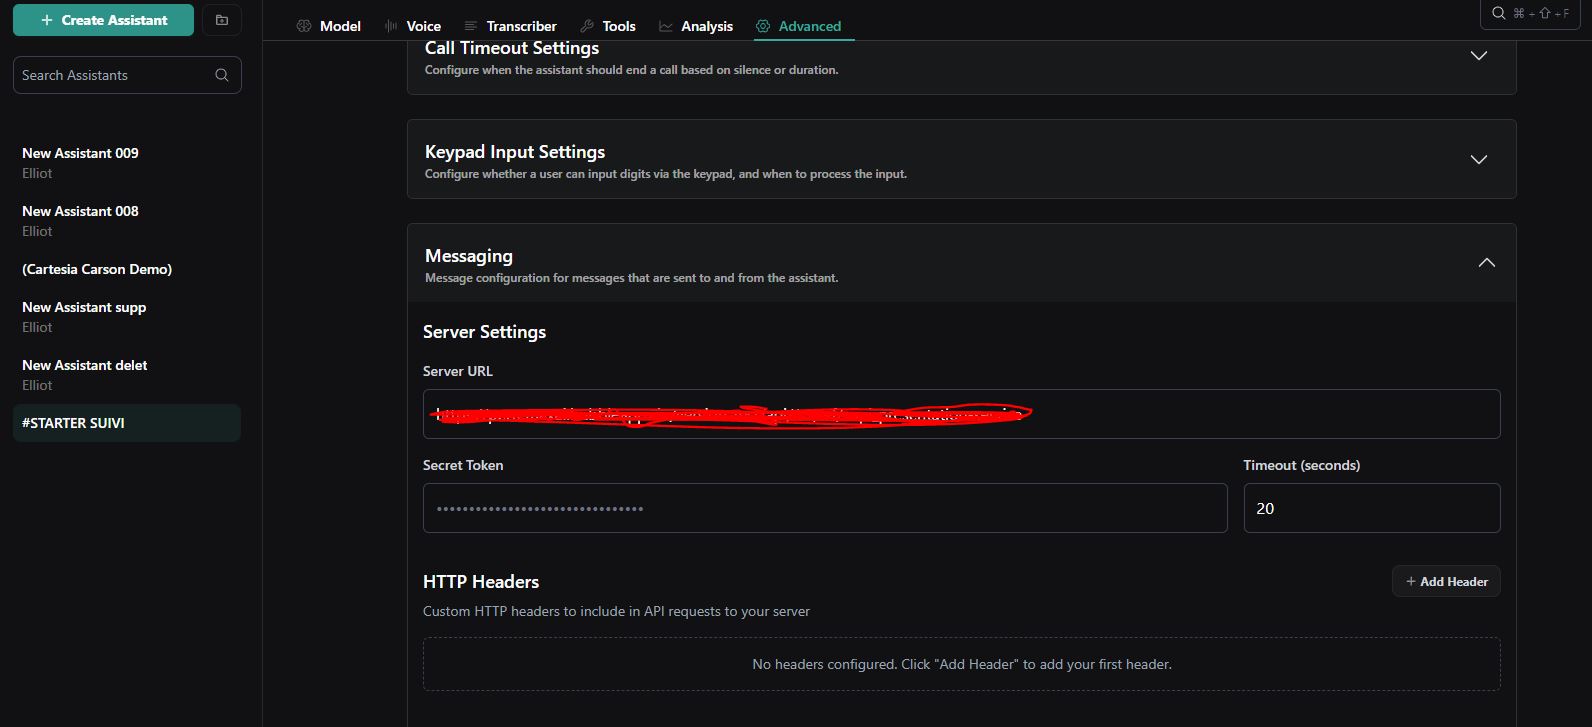 + Create Assistant
Search Assistants
New Assistant 009
Elliot
New Assistant 008
Elliot
(Cartesia Carson Demo)
New Assistant supp
Elliot
New Assistant delet
Elliot
#STARTER SUIVI
Model Voice Transcriber Tools Analysis Advanced
⌘ + ⇧ + F
Call Timeout Settings
Configure when the assistant should end a call based on silence or duration.
Keypad Input Settings
Configure whether a user can input digits via the keypad, and when to process the input.
Messaging
Message configuration for messages that are sent to and from the assistant.
Server Settings
Server URL
Secret Token
Timeout (seconds)
••••••••••••••••••••••••••••••••
20
HTTP Headers
+ Add Header
Custom HTTP headers to include in API requests to your server
No headers configured. Click "Add Header" to add your first header.